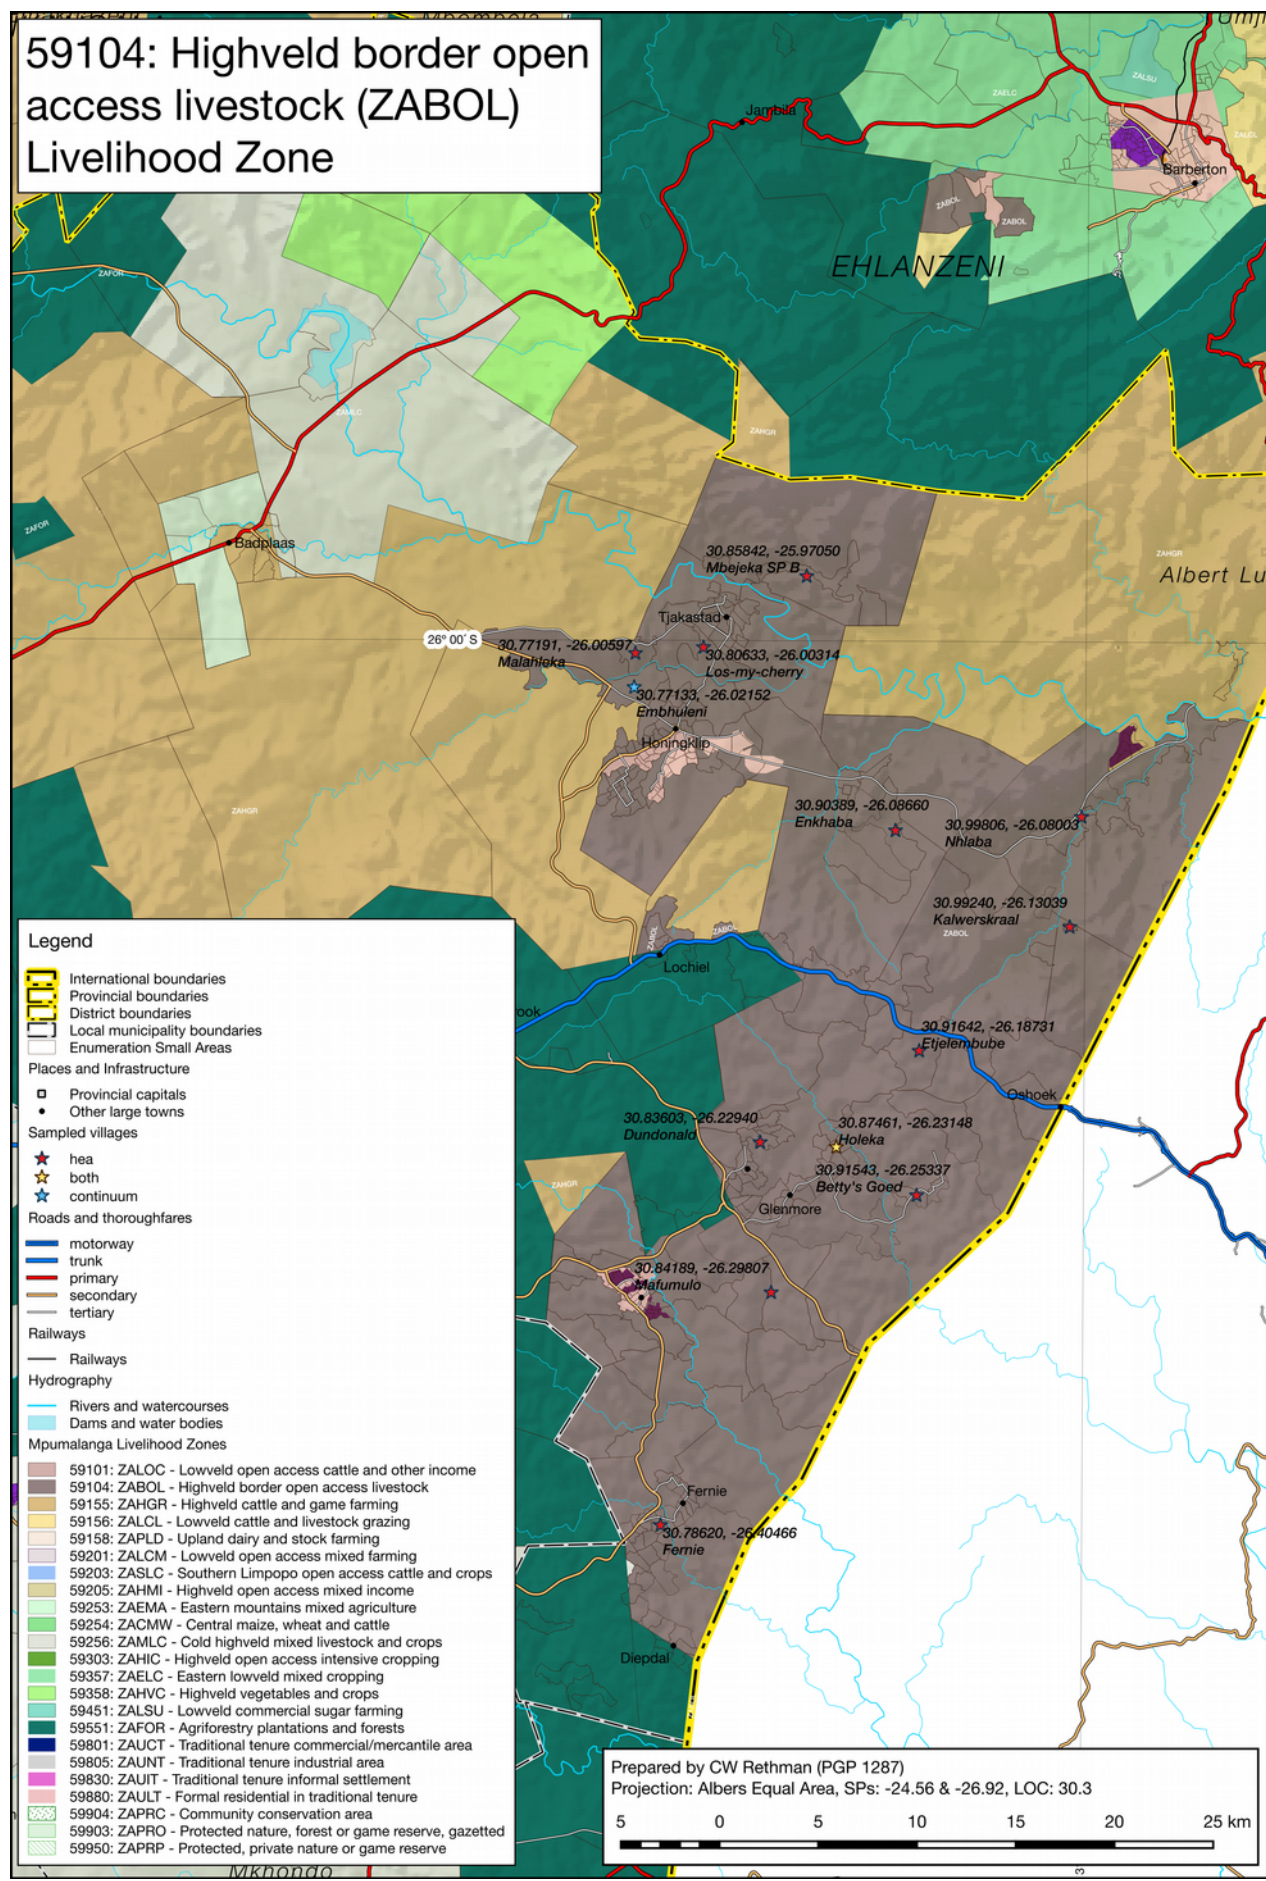 59104: Highveld border open
access livestock (ZABOL)
Livelihood Zone
Jambila
ZAELC
ZALSU
ZALCL
Barberton
ZABOL
ZABOL
EHLANZENI
ZAFOR
ZAMLC
ZAHGR
ZAFOR
Badplaas
30.85842, -25.97050
Mbejeka SP B
ZAHGR
Albert Lu
Tjakastad
26° 00´ S
30.77191, -26.00597
Malahleka
30.80633, -26.00314
Los-my-cherry
30.77133, -26.02152
Embhuleni
Honingklip
ZAHGR
30.90389, -26.08660
Enkhaba
30.99806, -26.08003
Nhlaba
30.99240, -26.13039
Kalwerskraal
ZABOL
ZABOL
ZABOL
Lochiel
ook
30.91642, -26.18731
Etjelembube
Oshoek
30.83603, -26.22940
Dundonald
30.87461, -26.23148
Holeka
30.91543, -26.25337
Betty's Goed
ZAHGR
Glenmore
30.84189, -26.29807
Mafumulo
Fernie
30.78620, -26.40466
Fernie
Diepdal
Legend
International boundaries
Provincial boundaries
District boundaries
Local municipality boundaries
Enumeration Small Areas
Places and Infrastructure
Provincial capitals
Other large towns
Sampled villages
hea
both
continuum
Roads and thoroughfares
motorway
trunk
primary
secondary
tertiary
Railways
Railways
Hydrography
Rivers and watercourses
Dams and water bodies
Mpumalanga Livelihood Zones
59101: ZALOC - Lowveld open access cattle and other income
59104: ZABOL - Highveld border open access livestock
59155: ZAHGR - Highveld cattle and game farming
59156: ZALCL - Lowveld cattle and livestock grazing
59158: ZAPLD - Upland dairy and stock farming
59201: ZALCM - Lowveld open access mixed farming
59203: ZASLC - Southern Limpopo open access cattle and crops
59205: ZAHMI - Highveld open access mixed income
59253: ZAEMA - Eastern mountains mixed agriculture
59254: ZACMW - Central maize, wheat and cattle
59256: ZAMLC - Cold highveld mixed livestock and crops
59303: ZAHIC - Highveld open access intensive cropping
59357: ZAELC - Eastern lowveld mixed cropping
59358: ZAHVC - Highveld vegetables and crops
59451: ZALSU - Lowveld commercial sugar farming
59551: ZAFOR - Agriforestry plantations and forests
59801: ZAUCT - Traditional tenure commercial/mercantile area
59805: ZAUNT - Traditional tenure industrial area
59830: ZAUIT - Traditional tenure informal settlement
59880: ZAULT - Formal residential in traditional tenure
59904: ZAPRC - Community conservation area
59903: ZAPRO - Protected nature, forest or game reserve, gazetted
59950: ZAPRP - Protected, private nature or game reserve
Prepared by CW Rethman (PGP 1287)
Projection: Albers Equal Area, SPs: -24.56 & -26.92, LOC: 30.3
5 0 5 10 15 20 25 km
Mkhondo
3